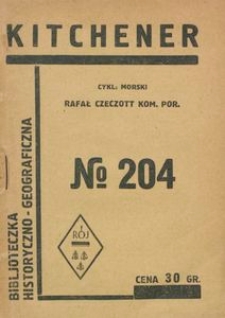 KITCHENER
CYKL: MORSKI
RAFAŁ CZECZOTT KOM. POR.
№ 204
BIBLJOTECZKA
HISTORYCZNO-GEOGRAFICZNA
RÓJ
CENA 30 GR.